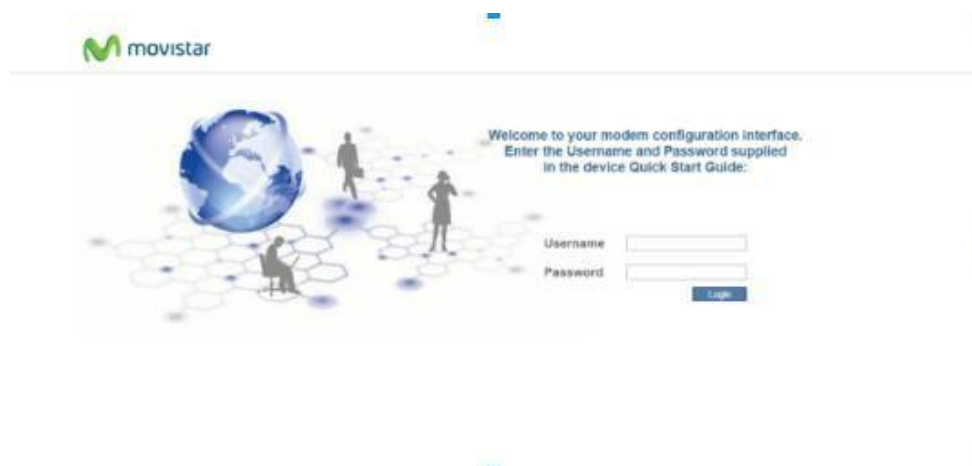 movistar
Welcome to your modem configuration interface.
Enter the Username and Password supplied
in the device Quick Start Guide:
Username
Password
Login